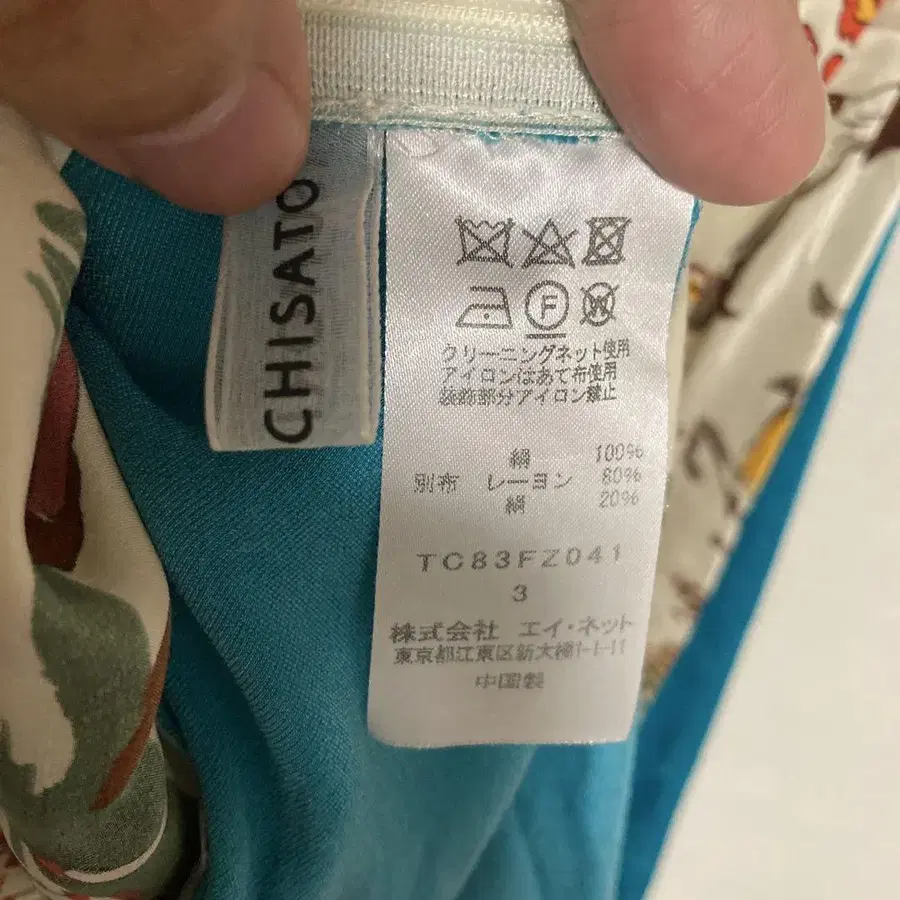 CHISATO
F
W
クリーニングネット使用
アイロンはあて布使用
装飾部分アイロン禁止
絹 100%
別布 レーヨン 80%
絹 20%
TC83FZ041
3
株式会社 エイ・ネット
東京都江東区新大橋1-1-11
中国製